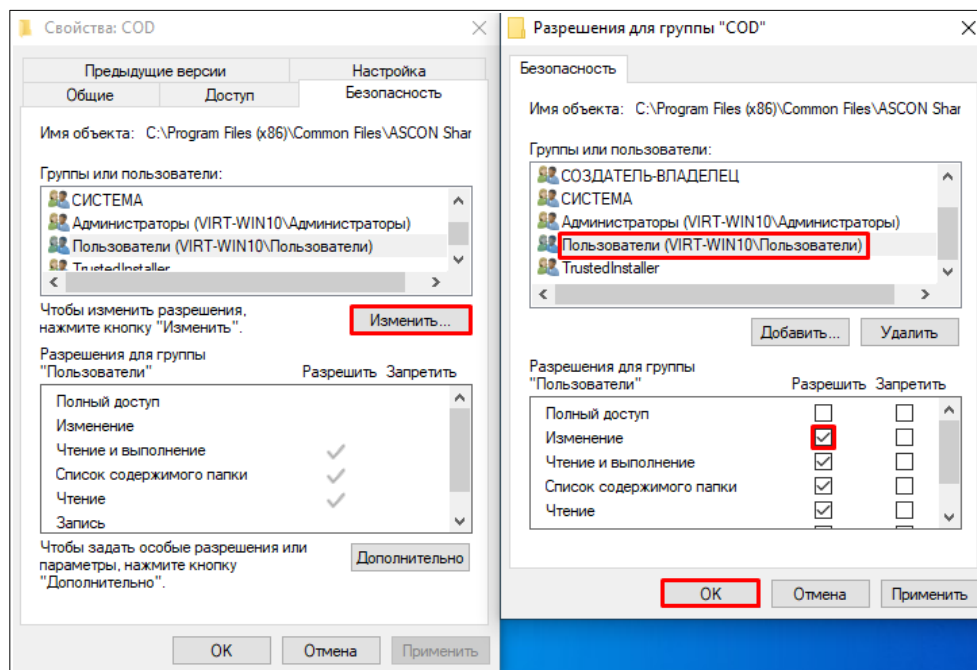 Свойства: COD
Предыдущие версии Настройка
Общие Доступ Безопасность
Имя объекта: C:\Program Files (x86)\Common Files\ASCON Shar
Группы или пользователи:
СИСТЕМА
Администраторы (VIRT-WIN10\Администраторы)
Пользователи (VIRT-WIN10\Пользователи)
TrustedInstaller
Чтобы изменить разрешения,
нажмите кнопку "Изменить".
Изменить...
Разрешения для группы
"Пользователи" Разрешить Запретить
Полный доступ
Изменение
Чтение и выполнение
Список содержимого папки
Чтение
Запись
Чтобы задать особые разрешения или
параметры, нажмите кнопку
"Дополнительно".
Дополнительно
OK Отмена Применить
Разрешения для группы "COD"
Безопасность
Имя объекта: C:\Program Files (x86)\Common Files\ASCON Shar
Группы или пользователи:
СОЗДАТЕЛЬ-ВЛАДЕЛЕЦ
СИСТЕМА
Администраторы (VIRT-WIN10\Администраторы)
Пользователи (VIRT-WIN10\Пользователи)
TrustedInstaller
Добавить... Удалить
Разрешения для группы
"Пользователи" Разрешить Запретить
Полный доступ
Изменение
Чтение и выполнение
Список содержимого папки
Чтение
OK Отмена Применить